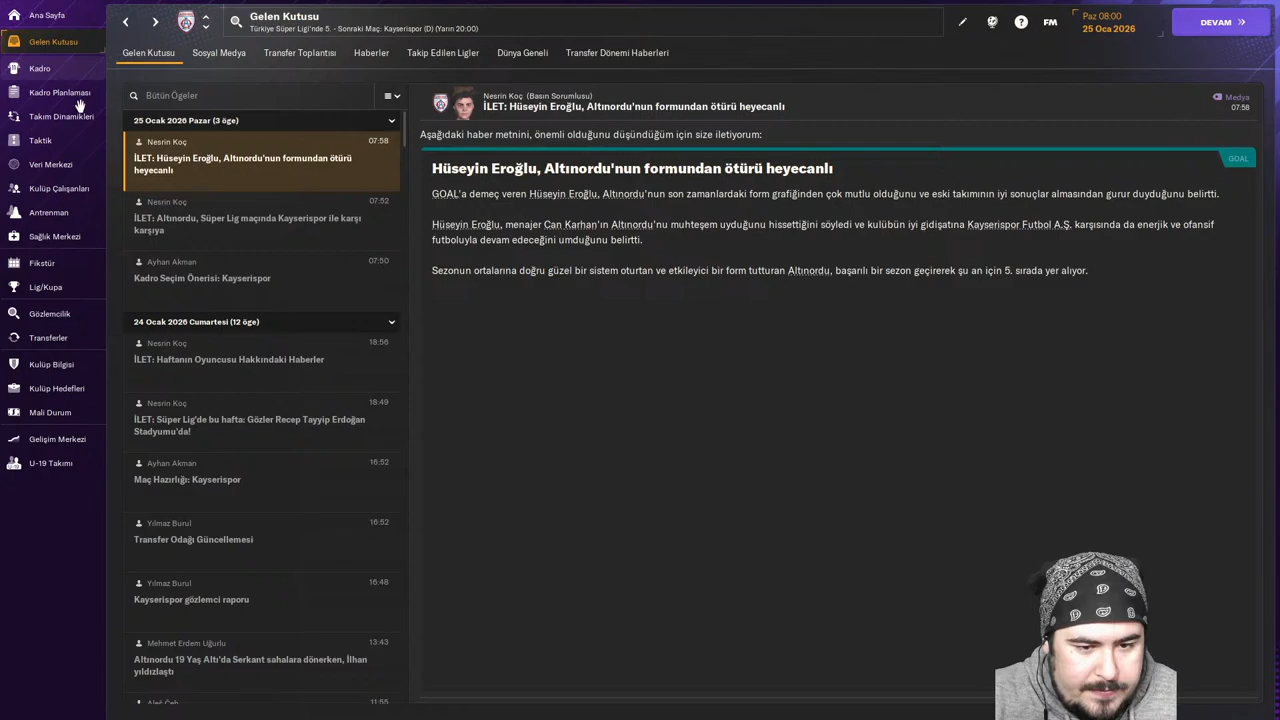 Ana Sayfa
Gelen Kutusu
Kadro
Kadro Planlaması
Takım Dinamikleri
Taktik
Veri Merkezi
Kulüp Çalışanları
Antrenman
Sağlık Merkezi
Fikstür
Lig/Kupa
Gözlemcilik
Transferler
Kulüp Bilgisi
Kulüp Hedefleri
Mali Durum
Gelişim Merkezi
U-19 Takımı
Gelen Kutusu
Türkiye Süper Ligi'nde 5. - Sonraki Maç: Kayserispor (D) (Yarın 20:00)
FM
Paz 08:00
25 Oca 2026
DEVAM
Gelen Kutusu
Sosyal Medya
Transfer Toplantısı
Haberler
Takip Edilen Ligler
Dünya Geneli
Transfer Dönemi Haberleri
Bütün Ögeler
25 Ocak 2026 Pazar (3 öge)
Nesrin Koç 07:58
İLET: Hüseyin Eroğlu, Altınordu'nun formundan ötürü
heyecanlı
Nesrin Koç 07:52
İLET: Altınordu, Süper Lig maçında Kayserispor ile karşı
karşıya
Ayhan Akman 07:50
Kadro Seçim Önerisi: Kayserispor
24 Ocak 2026 Cumartesi (12 öge)
Nesrin Koç 18:56
İLET: Haftanın Oyuncusu Hakkındaki Haberler
Nesrin Koç 18:49
İLET: Süper Lig'de bu hafta: Gözler Recep Tayyip Erdoğan
Stadyumu'da!
Ayhan Akman 16:52
Maç Hazırlığı: Kayserispor
Yılmaz Burul 16:52
Transfer Odağı Güncellemesi
Yılmaz Burul 16:48
Kayserispor gözlemci raporu
Mehmet Erdem Uğurlu 13:43
Altınordu 19 Yaş Altı'da Serkant sahalara dönerken, İlhan
yıldızlaştı
11:55
Nesrin Koç (Basın Sorumlusu)
İLET: Hüseyin Eroğlu, Altınordu'nun formundan ötürü heyecanlı
Medya
07:58
Aşağıdaki haber metnini, önemli olduğunu düşündüğüm için size iletiyorum:
GOAL
Hüseyin Eroğlu, Altınordu'nun formundan ötürü heyecanlı
GOAL'a demeç veren Hüseyin Eroğlu, Altınordu'nun son zamanlardaki form grafiğinden çok mutlu olduğunu ve eski takımının iyi sonuçlar almasından gurur duyduğunu belirtti.
Hüseyin Eroğlu, menajer Can Karhan'ın Altınordu'nu muhteşem uyduğunu hissettiğini söyledi ve kulübün iyi gidişatına Kayserispor Futbol A.Ş. karşısında da enerjik ve ofansif
futboluyla devam edeceğini umduğunu belirtti.
Sezonun ortalarına doğru güzel bir sistem oturtan ve etkileyici bir form tutturan Altınordu, başarılı bir sezon geçirerek şu an için 5. sırada yer alıyor.